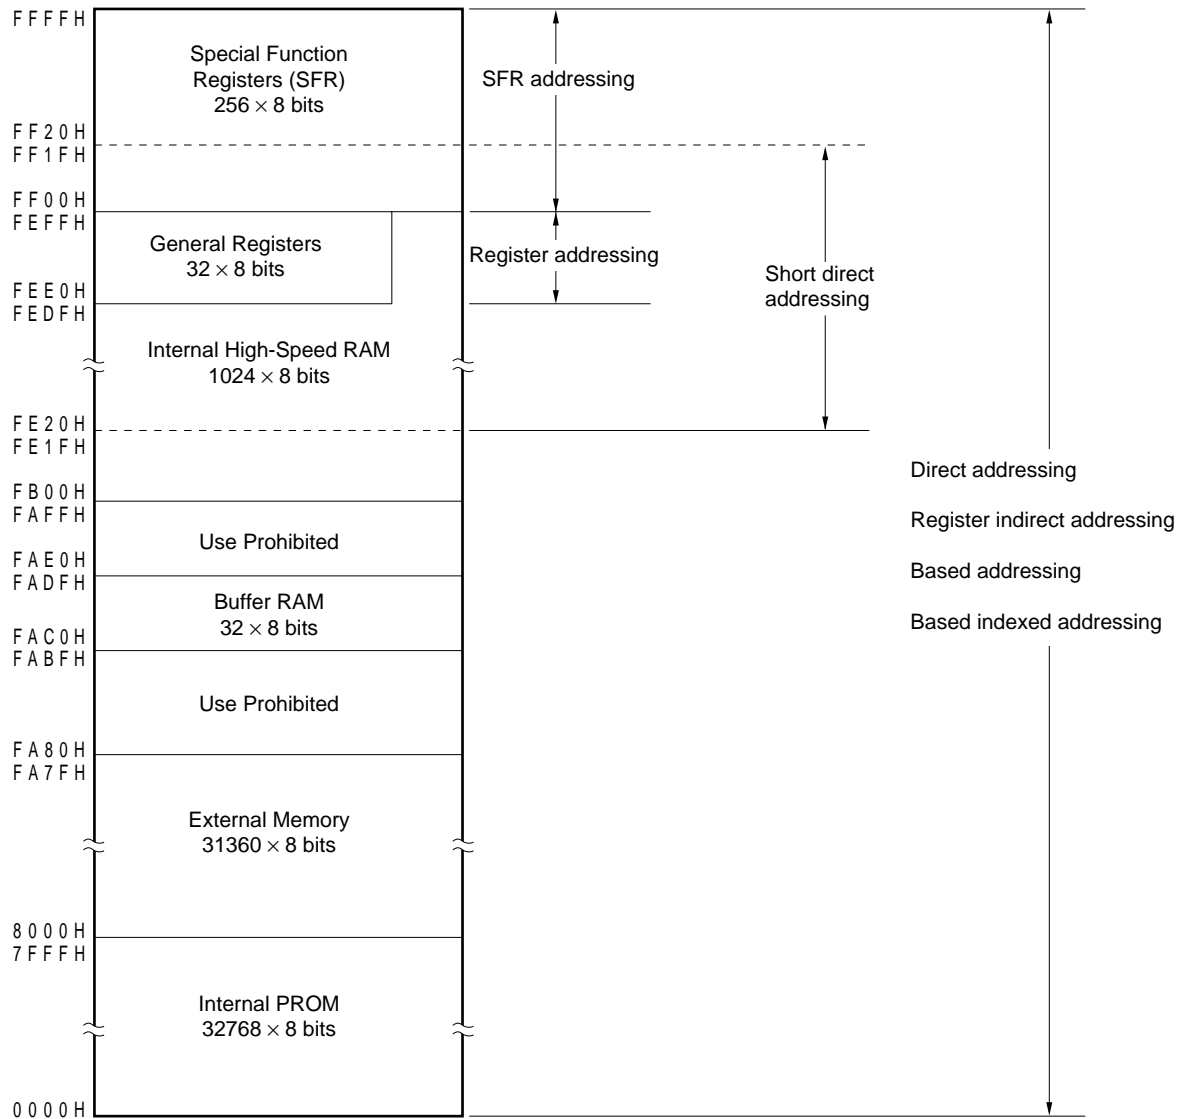 FFFFH
Special Function
Registers (SFR)
256 × 8 bits
SFR addressing
FF20H
FF1FH
FF00H
FEFFH
General Registers
32 × 8 bits
Register addressing
Short direct
addressing
FEE0H
FEDFH
Internal High-Speed RAM
1024 × 8 bits
FE20H
FE1FH
Direct addressing
Register indirect addressing
Based addressing
Based indexed addressing
FB00H
FAFFH
Use Prohibited
FAE0H
FADFH
Buffer RAM
32 × 8 bits
FAC0H
FABFH
Use Prohibited
FA80H
FA7FH
External Memory
31360 × 8 bits
8000H
7FFFH
Internal PROM
32768 × 8 bits
0000H